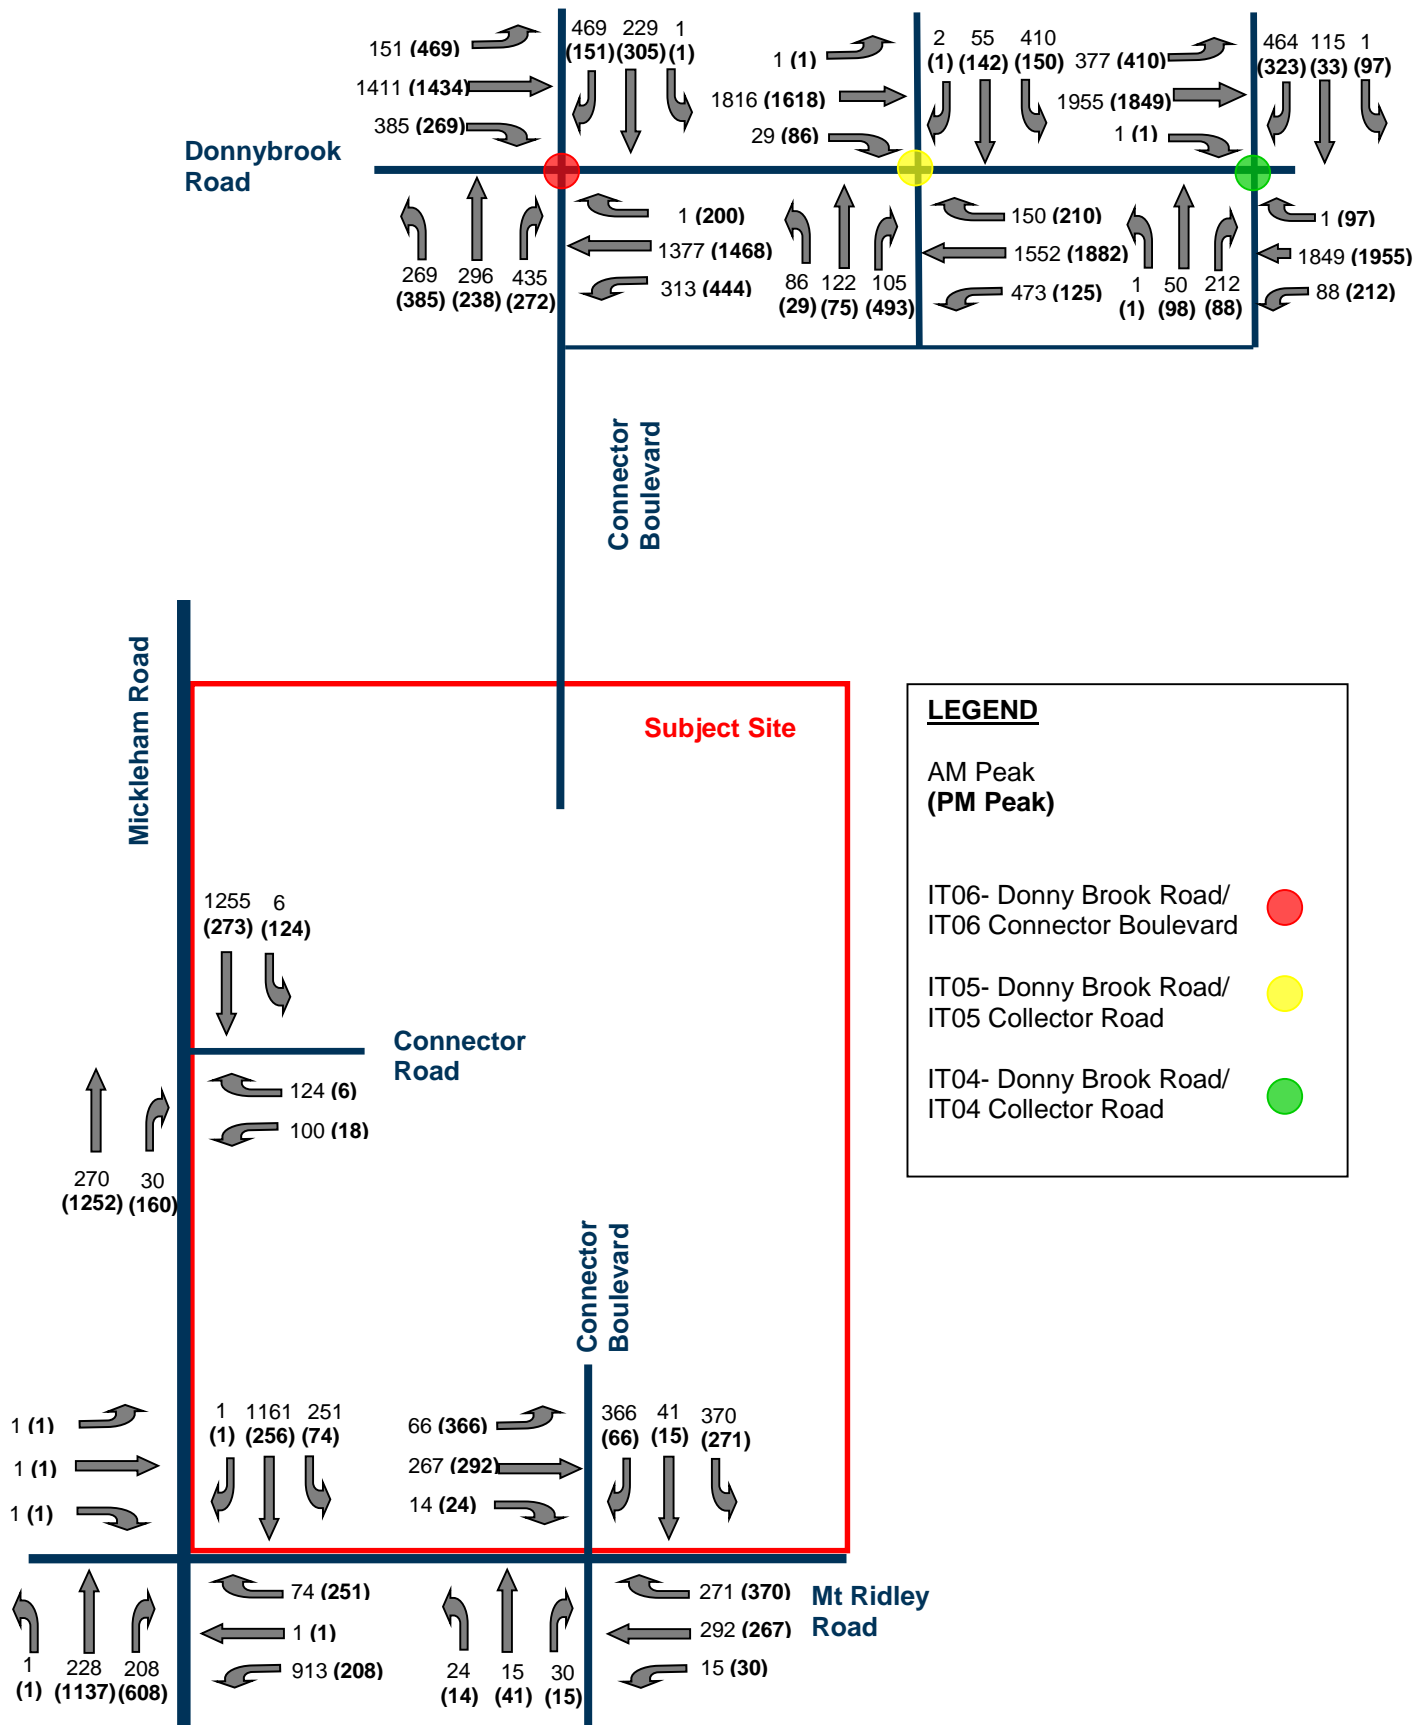 469 229 1
(151) (305) (1)
151 (469)
1411 (1434)
385 (269)
2 55 410
(1) (142) (150)
1 (1)
1816 (1618)
29 (86)
464 115 1
(323) (33) (97)
377 (410)
1955 (1849)
1 (1)
Donnybrook
Road
269 296 435
(385) (238) (272)
1 (200)
1377 (1468)
313 (444)
86 122 105
(29) (75) (493)
150 (210)
1552 (1882)
473 (125)
1 50 212
(1) (98) (88)
1 (97)
1849 (1955)
88 (212)
Connector
Boulevard
Mickleham Road
Subject Site
LEGEND
AM Peak
(PM Peak)
IT06- Donny Brook Road/
IT06 Connector Boulevard
IT05- Donny Brook Road/
IT05 Collector Road
IT04- Donny Brook Road/
IT04 Collector Road
1255 6
(273) (124)
Connector
Road
124 (6)
100 (18)
270 30
(1252) (160)
Connector
Boulevard
1 (1)
1 (1)
1 (1)
1 1161 251
(1) (256) (74)
66 (366)
267 (292)
14 (24)
366 41 370
(66) (15) (271)
1 228 208
(1) (1137) (608)
74 (251)
1 (1)
913 (208)
24 15 30
(14) (41) (15)
271 (370)
292 (267)
15 (30)
Mt Ridley
Road